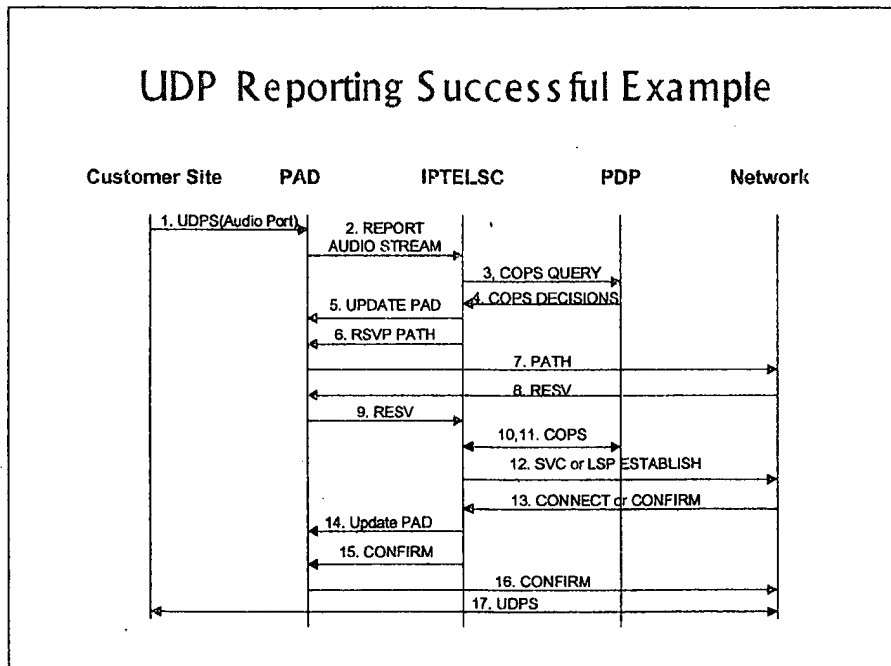 UDP Reporting Successful Example
Customer Site PAD IPTELSC PDP Network
1. UDPS(Audio Port)
2. REPORT
AUDIO STREAM
3, COPS QUERY
4. COPS DECISIONS
5. UPDATE PAD
6. RSVP PATH
7. PATH
8. RESV
9. RESV
10,11. COPS
12. SVC or LSP ESTABLISH
13. CONNECT or CONFIRM
14. Update PAD
15. CONFIRM
16. CONFIRM
17. UDPS